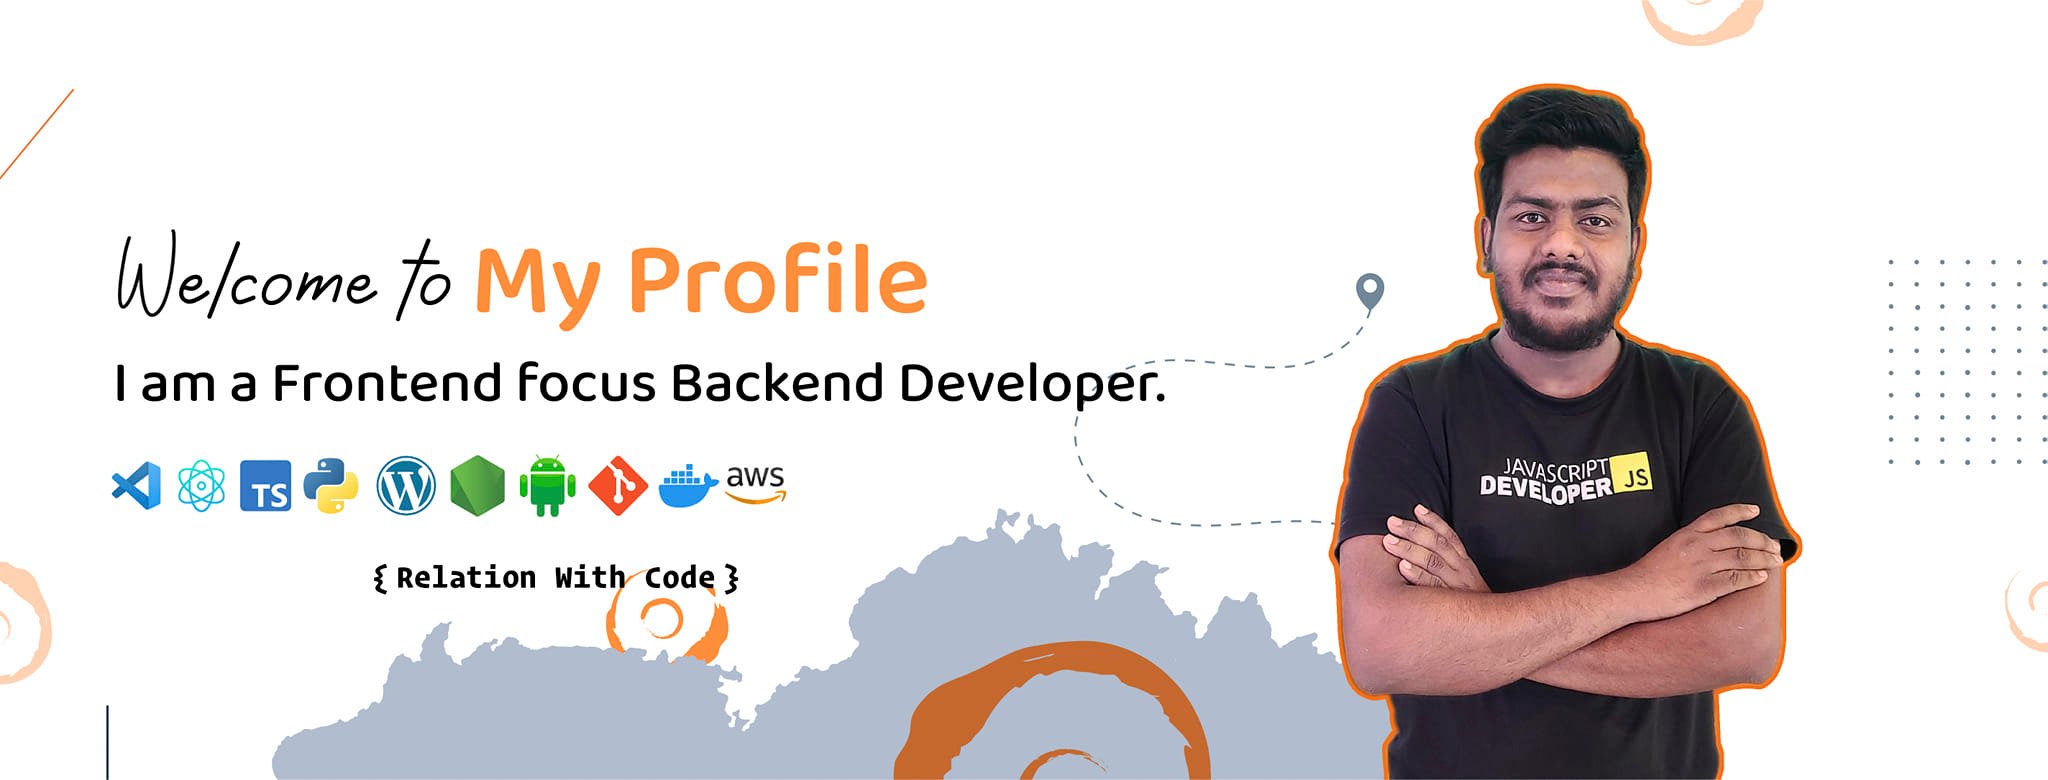 Welcome to My Profile
I am a Frontend focus Backend Developer.
TS
W
aws
{Relation With Code}
JAVASCRIPT
DEVELOPER JS